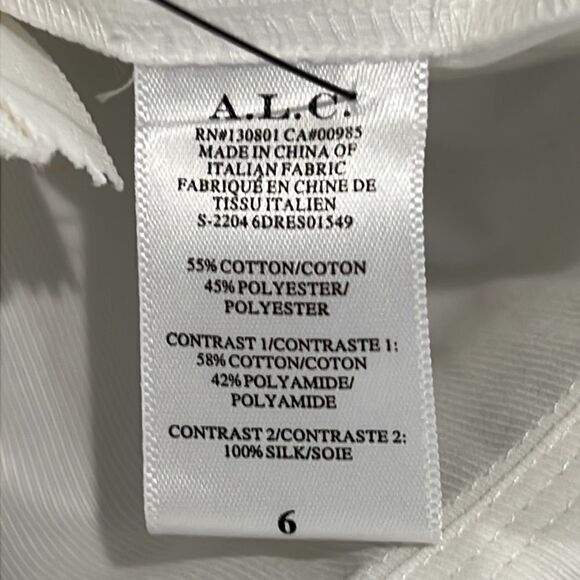 A.L.C.
RN#130801 CA#00985
MADE IN CHINA OF
ITALIAN FABRIC
FABRIQUÉ EN CHINE DE
TISSU ITALIEN
S-2204 6DRES01549
55% COTTON/COTON
45% POLYESTER/
POLYESTER
CONTRAST 1/CONTRASTE 1:
58% COTTON/COTON
42% POLYAMIDE/
POLYAMIDE
CONTRAST 2/CONTRASTE 2:
100% SILK/SOIE
6